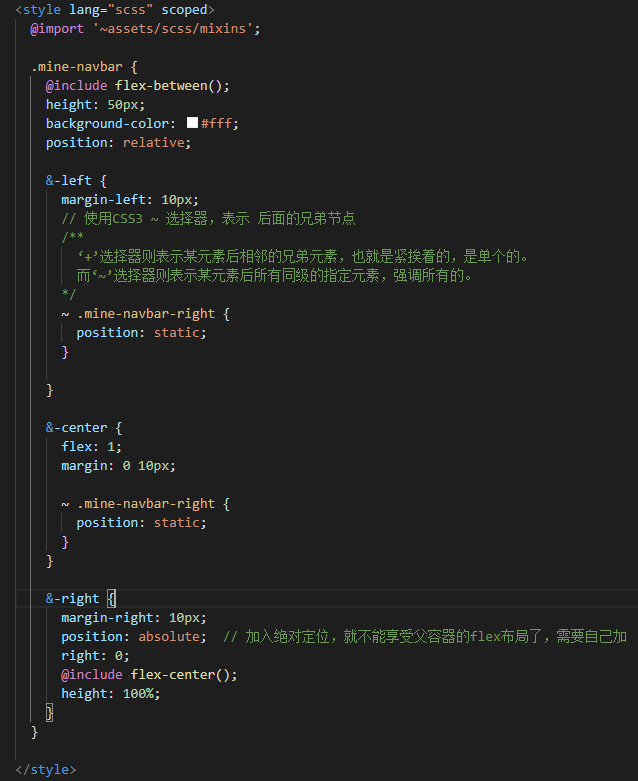 <style lang="scss" scoped>
@import '~assets/scss/mixins';
.mine-navbar {
@include flex-between();
height: 50px;
background-color: #fff;
position: relative;
&-left {
margin-left: 10px;
// 使用CSS3 ~ 选择器，表示 后面的兄弟节点
/**
‘+’选择器则表示某元素后相邻的兄弟元素，也就是紧挨着的，是单个的。
而‘~’选择器则表示某元素后所有同级的指定元素，强调所有的。
*/
~ .mine-navbar-right {
position: static;
}
}
&-center {
flex: 1;
margin: 0 10px;
~ .mine-navbar-right {
position: static;
}
}
&-right {
margin-right: 10px;
position: absolute;  // 加入绝对定位，就不能享受父容器的flex布局了，需要自己加
right: 0;
@include flex-center();
height: 100%;
}
}
</style>